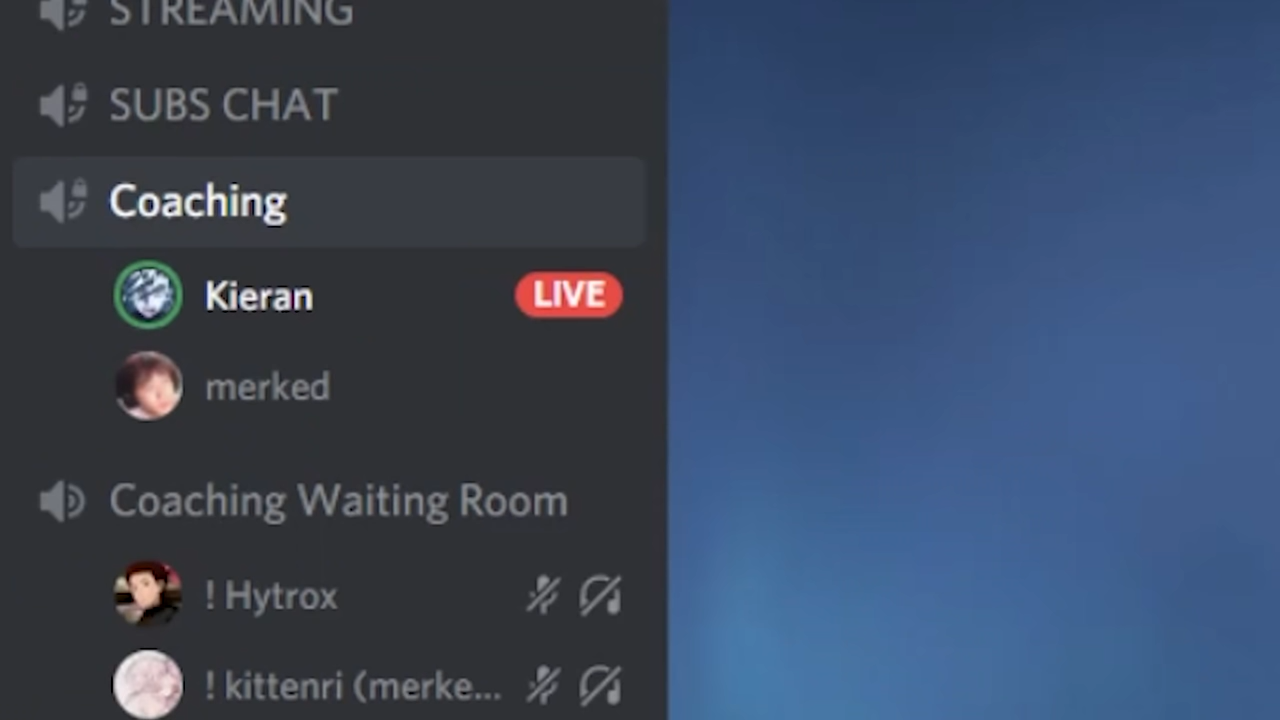 STREAMING
SUBS CHAT
Coaching
Kieran LIVE
merked
Coaching Waiting Room
! Hytrox
! kittenri (merke...